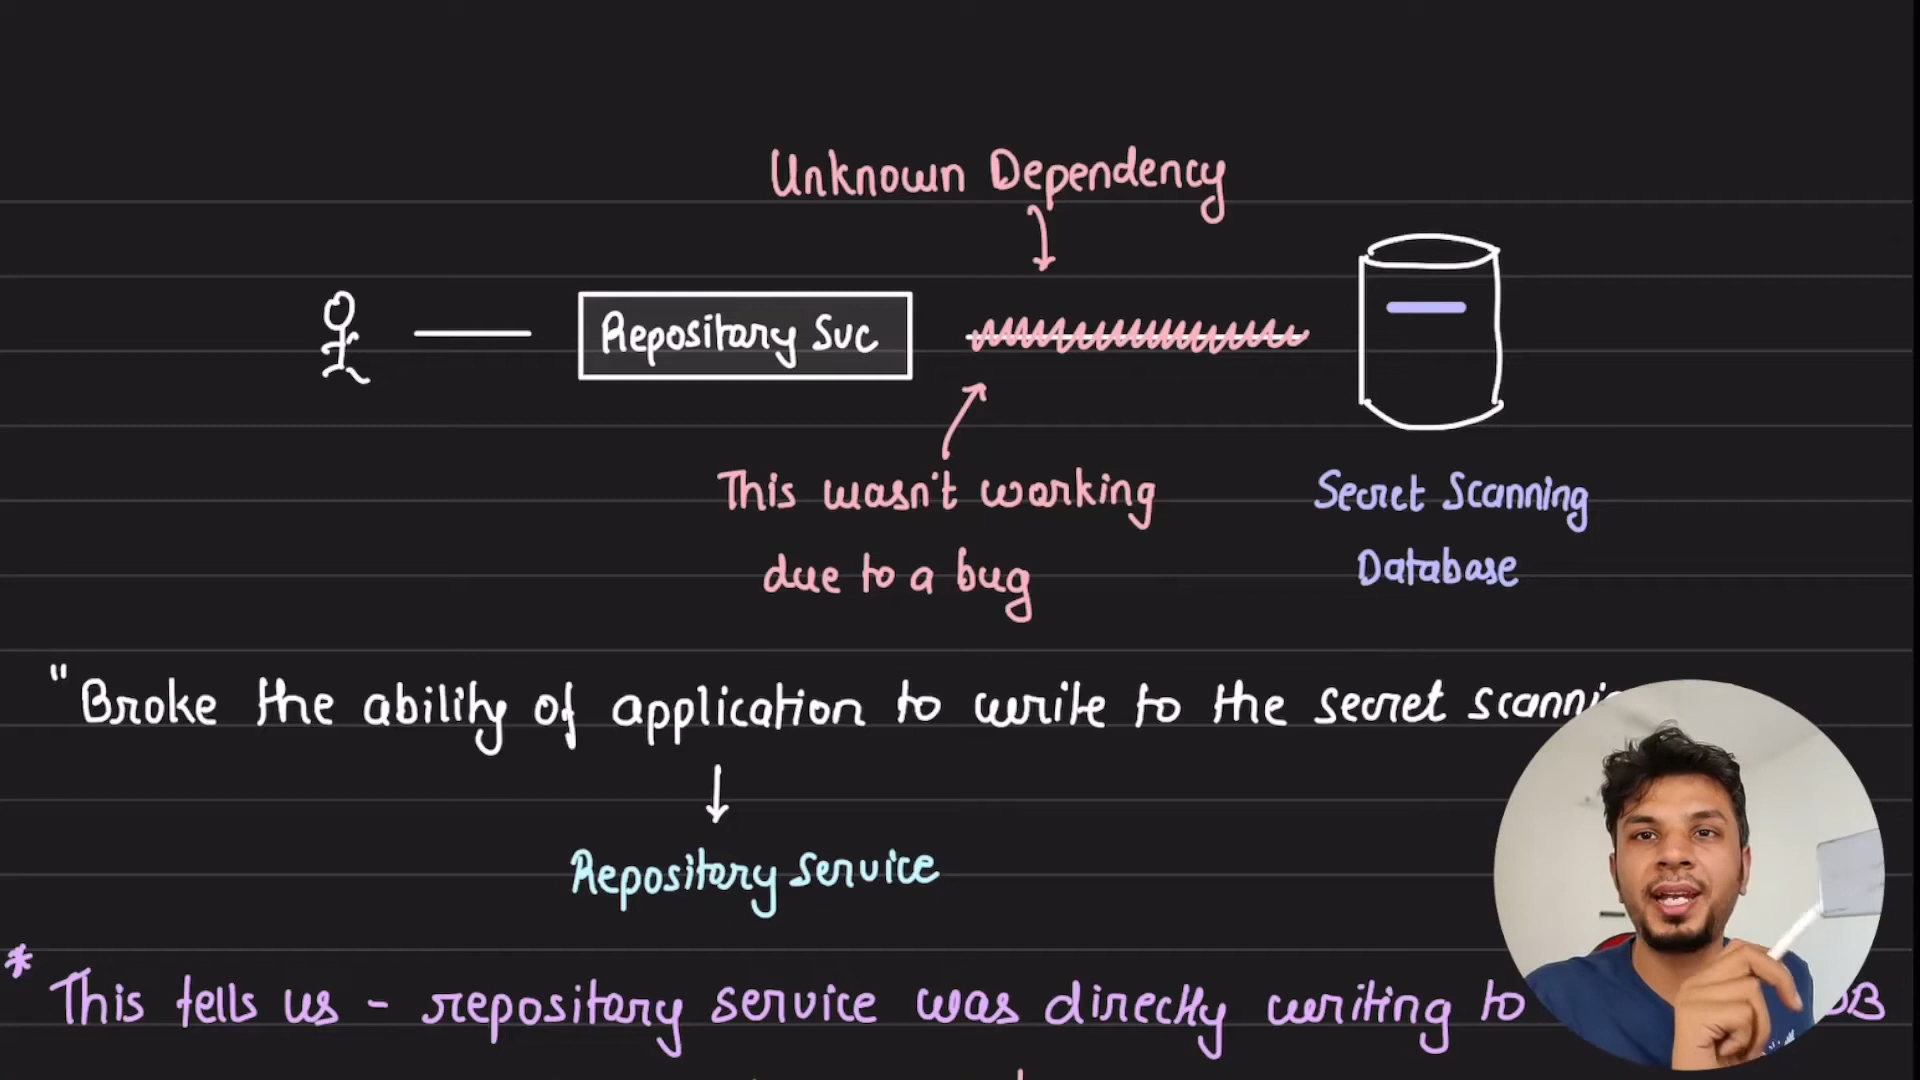 Unknown Dependency
Repository Svc
This wasn't working
due to a bug
Secret Scanning
Database
"Broke the ability of application to write to the secret
↓
Repository service
* This tells us - repository service was directly writing to DB